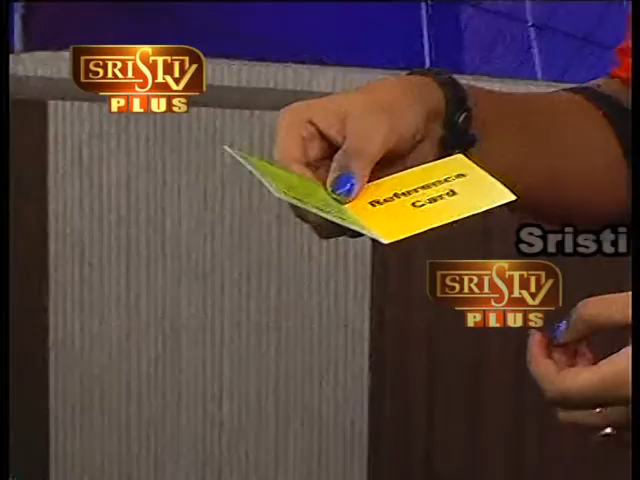 SRISTI TV
PLUS
Reference
Card
Sristi
SRISTI TV
PLUS